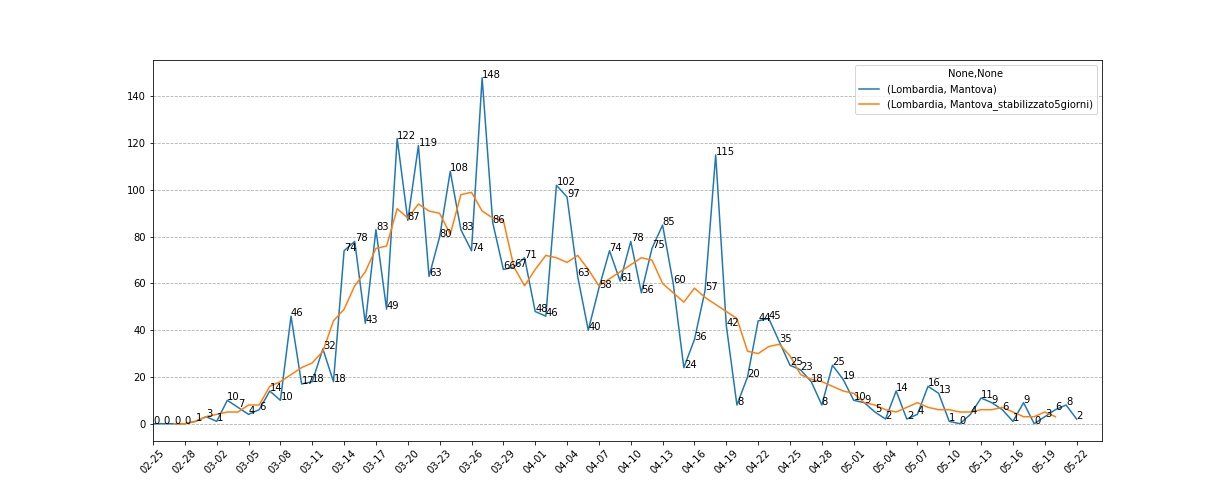 None,None
(Lombardia, Mantova)
(Lombardia, Mantova_stabilizzato5giorni)
140
120
100
80
60
40
20
0
0 0 0 0 1 3 1 10 7 4 6 14 10 46 17 18 32 18 74 78 43 83 49 122 87 119 63 80 108 83 74 148 86 66 67 71 48 46 102 97 63 40 58 74 61 78 56 75 85 60 24 36 57 115 42 8 20 44 45 35 25 23 18 8 25 19 10 9 5 2 14 2 4 16 13 1 0 4 11 9 6 1 9 0 3 6 8 2
02-25 02-28 03-02 03-05 03-08 03-11 03-14 03-17 03-20 03-23 03-26 03-29 04-01 04-04 04-07 04-10 04-13 04-16 04-19 04-22 04-25 04-28 05-01 05-04 05-07 05-10 05-13 05-16 05-19 05-22